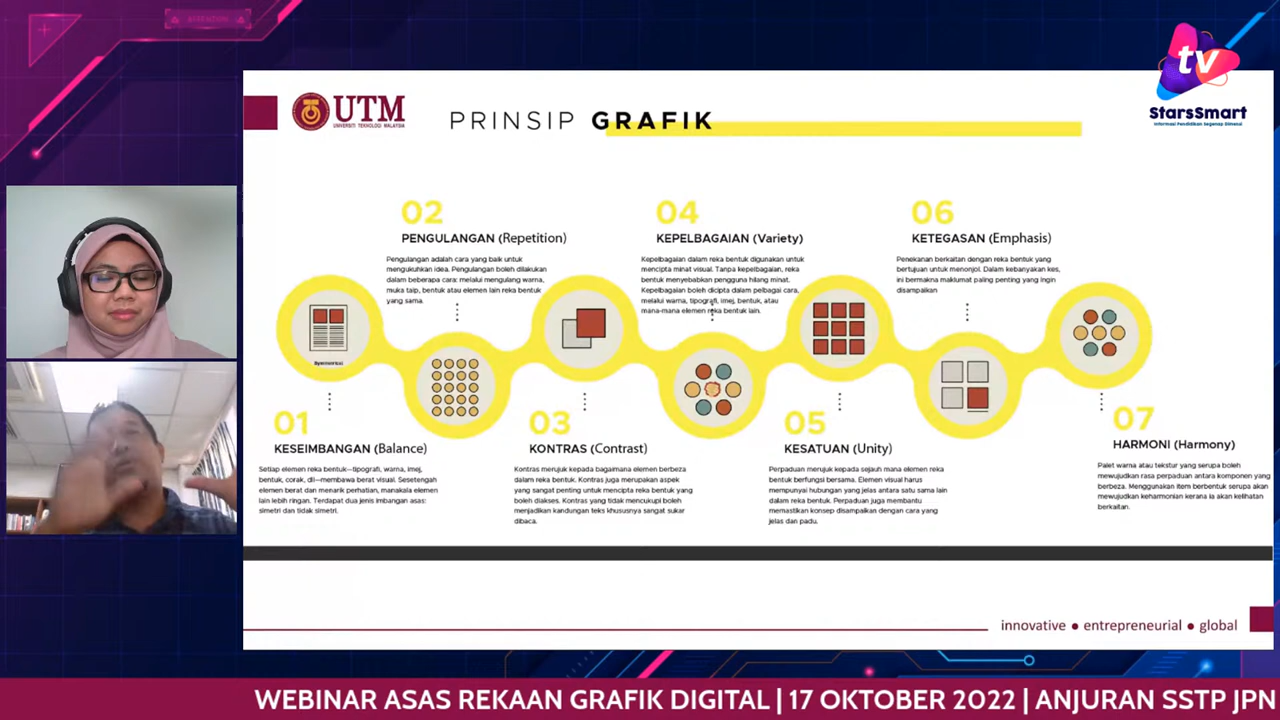 UTM
UNIVERSITI TEKNOLOGI MALAYSIA
PRINSIP GRAFIK
tv
StarsSmart
Informasi Pendidikan Segenap Dimensi
02
PENGULANGAN (Repetition)
Pengulangan adalah cara yang baik untuk
mengukuhkan idea. Pengulangan boleh dilakukan
dalam beberapa cara: melalui mengulang warna,
muka taip, bentuk atau elemen lain reka bentuk
yang sama.
04
KEPELBAGAIAN (Variety)
Kepelbagaian dalam reka bentuk digunakan untuk
mencipta minat visual. Tanpa kepelbagaian, reka
bentuk menyebabkan pengguna hilang minat.
Kepelbagaian boleh dicipta dalam pelbagai cara,
melalui warna, tipografi, imej, bentuk, atau
mana-mana elemen reka bentuk lain.
06
KETEGASAN (Emphasis)
Penekanan berkaitan dengan reka bentuk yang
bertujuan untuk menonjol. Dalam kebanyakan kes,
ini bermakna maklumat paling penting yang ingin
disampaikan
Symmetrical
01
KESEIMBANGAN (Balance)
Setiap elemen reka bentuk—tipografi, warna, imej,
bentuk, corak, dll—membawa berat visual. Sesetengah
elemen berat dan menarik perhatian, manakala elemen
lain lebih ringan. Terdapat dua jenis imbangan asas:
simetri dan tidak simetri.
03
KONTRAS (Contrast)
Kontras merujuk kepada bagaimana elemen berbeza
dalam reka bentuk. Kontras juga merupakan aspek
yang sangat penting untuk mencipta reka bentuk yang
boleh diakses. Kontras yang tidak mencukupi boleh
menjadikan kandungan teks khususnya sangat sukar
dibaca.
05
KESATUAN (Unity)
Perpaduan merujuk kepada sejauh mana elemen reka
bentuk berfungsi bersama. Elemen visual harus
mempunyai hubungan yang jelas antara satu sama lain
dalam reka bentuk. Perpaduan juga membantu
memastikan konsep disampaikan dengan cara yang
jelas dan padu.
07
HARMONI (Harmony)
Palet warna atau tekstur yang serupa boleh
mewujudkan rasa perpaduan antara komponen yang
berbeza. Menggunakan item berbentuk serupa akan
mewujudkan keharmonian kerana ia akan kelihatan
berkaitan.
innovative ● entrepreneurial ● global
WEBINAR ASAS REKAAN GRAFIK DIGITAL | 17 OKTOBER 2022 | ANJURAN SSTP JPN